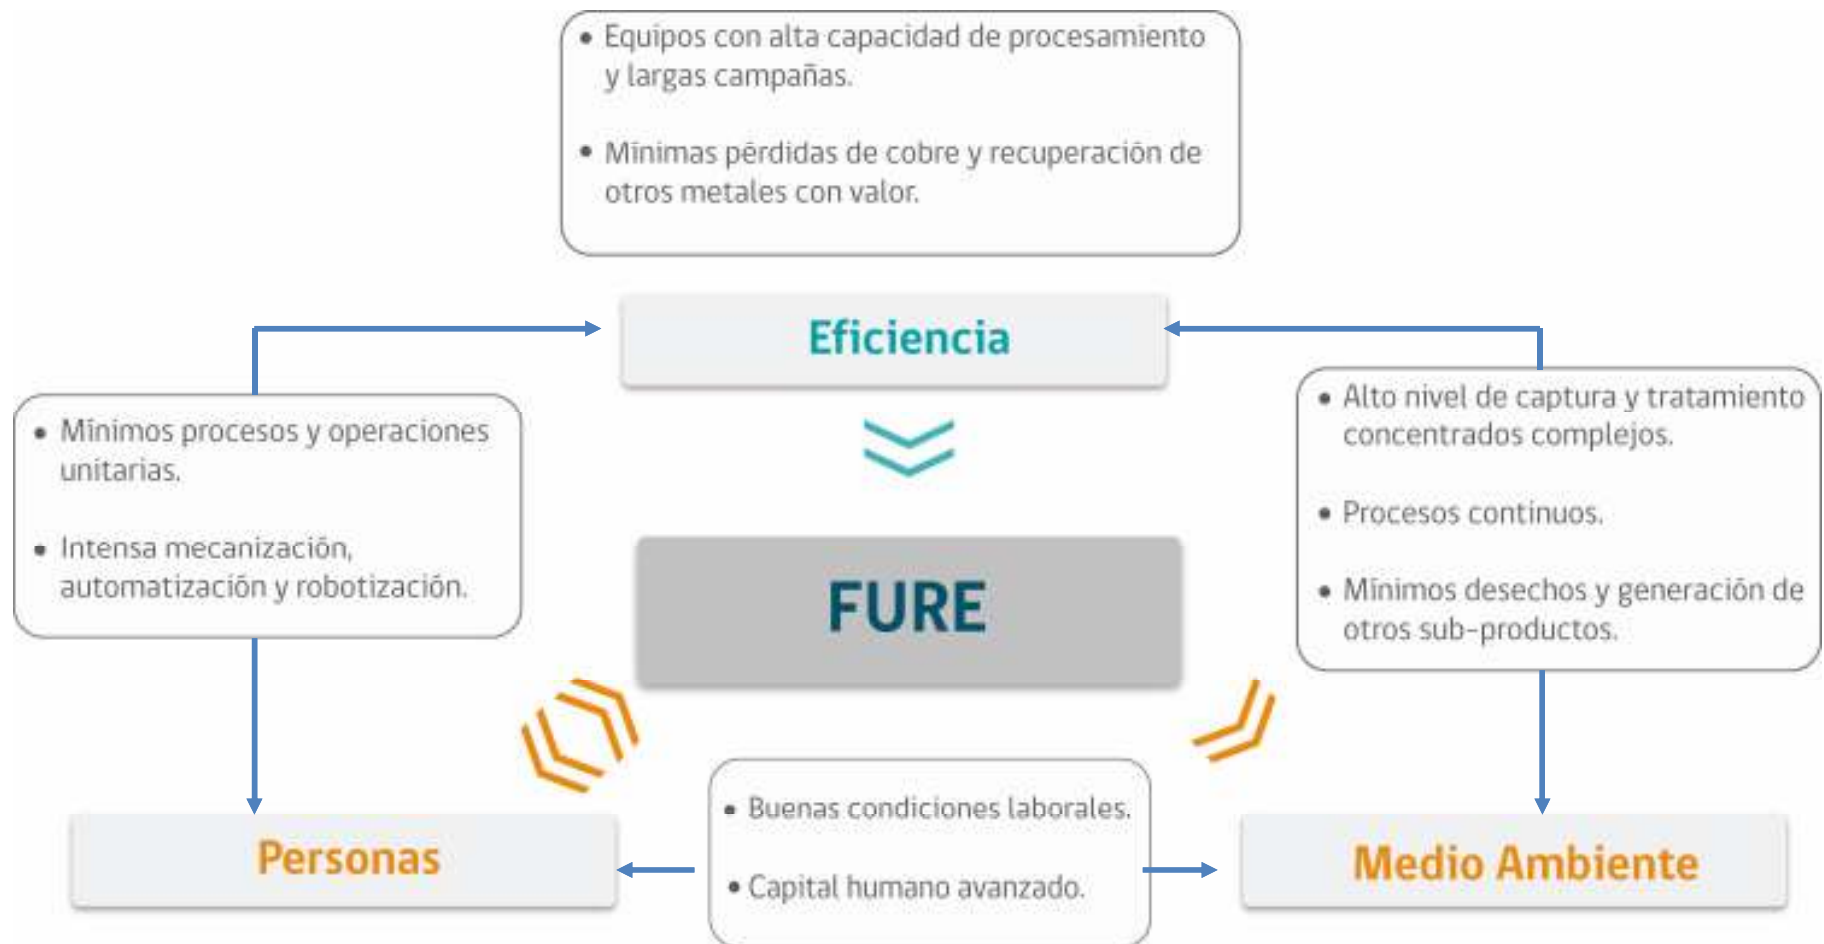 • Equipos con alta capacidad de procesamiento
y largas campañas.
• Mínimas pérdidas de cobre y recuperación de
otros metales con valor.
Eficiencia
• Mínimos procesos y operaciones
unitarias.
• Intensa mecanización,
automatización y robotización.
• Alto nivel de captura y tratamiento
concentrados complejos.
• Procesos continuos.
• Mínimos desechos y generación de
otros sub-productos.
FURE
• Buenas condiciones laborales.
• Capital humano avanzado.
Personas
Medio Ambiente